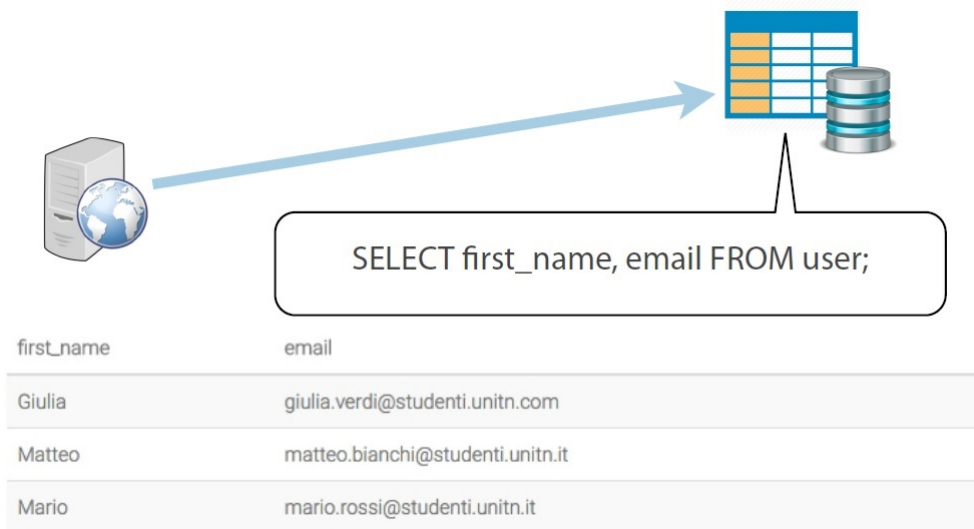 SELECT first_name, email FROM user;
first_name email
Giulia giulia.verdi@studenti.unitn.com
Matteo matteo.bianchi@studenti.unitn.it
Mario mario.rossi@studenti.unitn.it